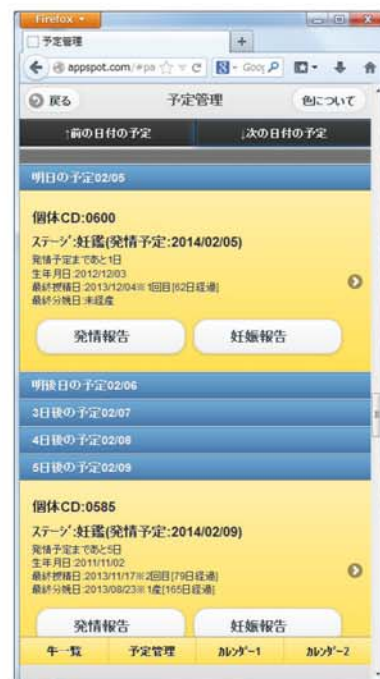 Firefox
予定管理
+
appspot.com/#pa
Goog
戻る
予定管理
色について
↑前の日付の予定
↓次の日付の予定
明日の予定02/05
個体CD:0600
ステージ:妊鑑(発情予定:2014/02/05)
発情予定まであと1日
生年月日:2012/12/03
最終授精日:2013/12/04※1回目[62日経過]
最終分娩日:未経産
発情報告
妊娠報告
明後日の予定02/06
3日後の予定02/07
4日後の予定02/08
5日後の予定02/09
個体CD:0585
ステージ:妊鑑(発情予定:2014/02/09)
発情予定まであと5日
生年月日:2011/11/02
最終授精日:2013/11/17※2回目[79日経過]
最終分娩日:2013/08/23※1産[165日経過]
発情報告
妊娠報告
牛一覧
予定管理
カレンダー1
カレンダー2